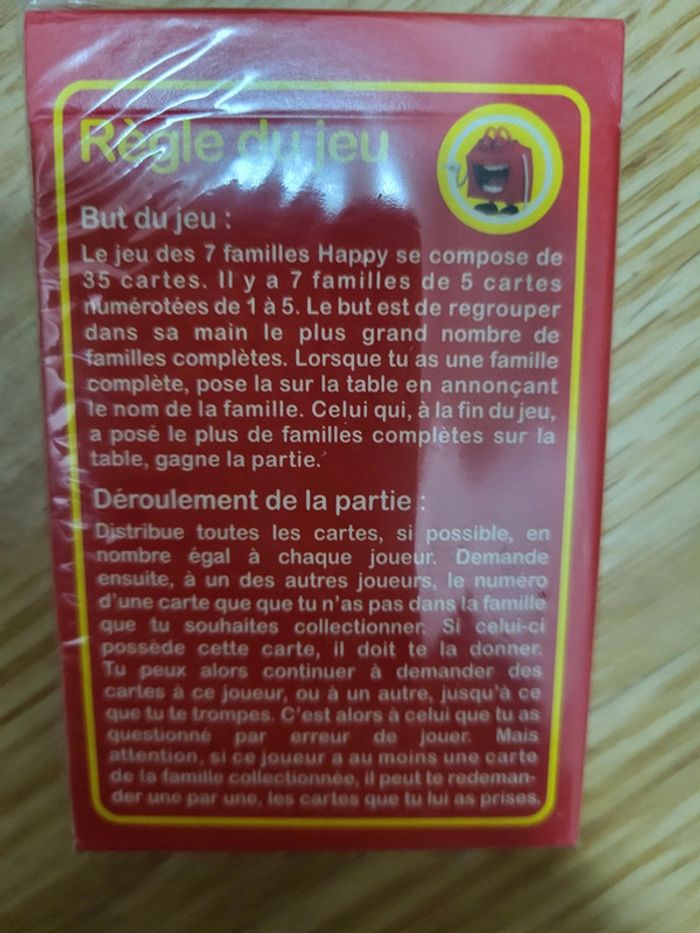 Règle du jeu
But du jeu :
Le jeu des 7 familles Happy se compose de
35 cartes. Il y a 7 familles de 5 cartes
numérotées de 1 à 5. Le but est de regrouper
dans sa main le plus grand nombre de
familles complètes. Lorsque tu as une famille
complète, pose la sur la table en annonçant
le nom de la famille. Celui qui, à la fin du jeu,
a posé le plus de familles complètes sur la
table, gagne la partie.
Déroulement de la partie :
Distribue toutes les cartes, si possible, en
nombre égal à chaque joueur. Demande
ensuite, à un des autres joueurs, le numéro
d'une carte que que tu n'as pas dans la famille
que tu souhaites collectionner. Si celui-ci
possède cette carte, il doit te la donner.
Tu peux alors continuer à demander des
cartes à ce joueur, ou à un autre, jusqu'à ce
que tu te trompes. C'est alors à celui que tu as
questionné par erreur de jouer. Mais
attention, si ce joueur a au moins une carte
de la famille collectionnée, il peut te redeman-
der une par une, les cartes que tu lui as prises.